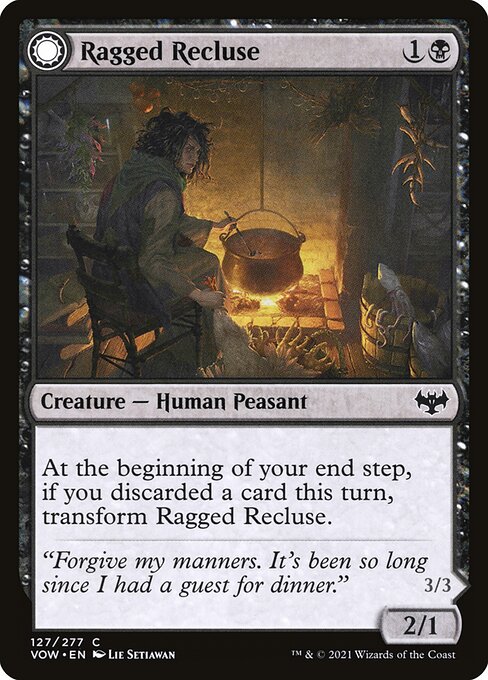 Ragged Recluse 1
Creature — Human Peasant
At the beginning of your end step,
if you discarded a card this turn,
transform Ragged Recluse.
“Forgive my manners. It’s been so long
since I had a guest for dinner.”
3/3
2/1
127/277 C
VOW • EN Lie Setiawan
™ & © 2021 Wizards of the Coast